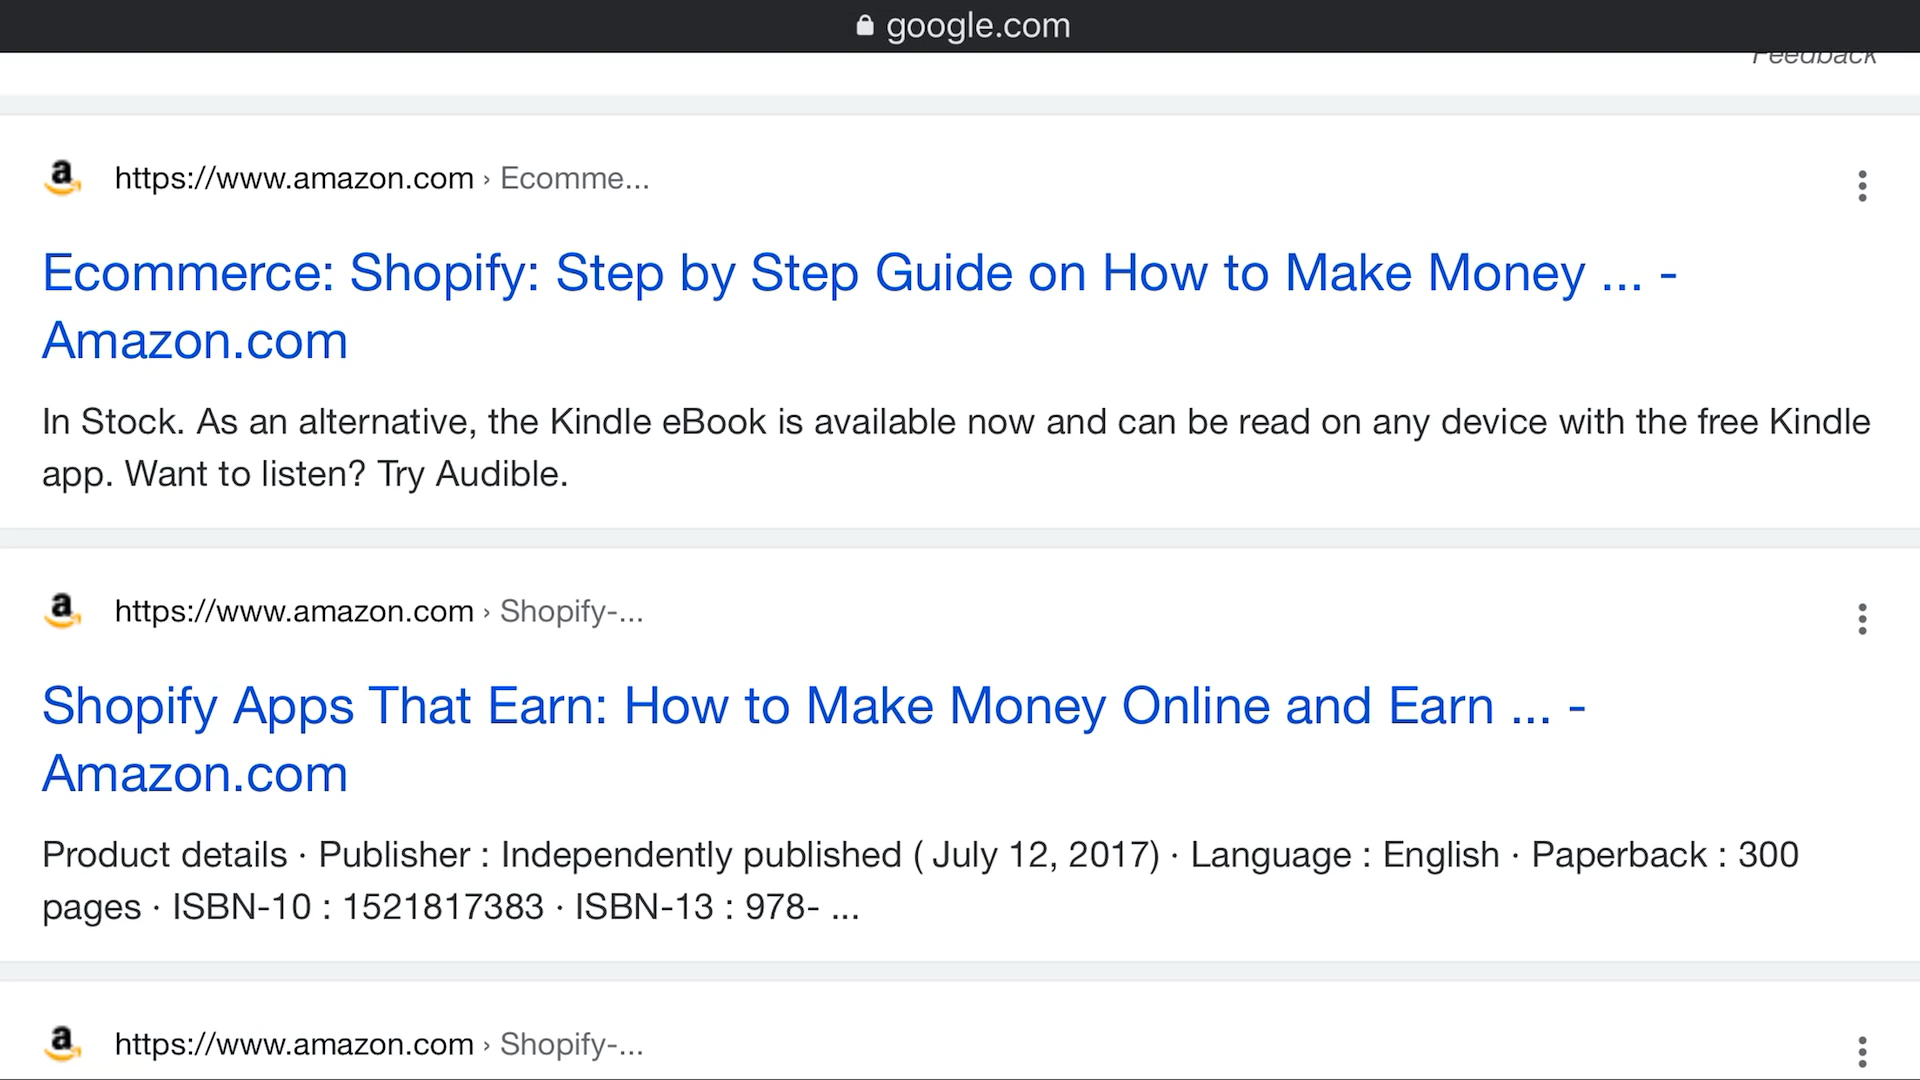 google.com
Feedback
https://www.amazon.com › Ecomme...
Ecommerce: Shopify: Step by Step Guide on How to Make Money ... -
Amazon.com
In Stock. As an alternative, the Kindle eBook is available now and can be read on any device with the free Kindle
app. Want to listen? Try Audible.
https://www.amazon.com › Shopify-...
Shopify Apps That Earn: How to Make Money Online and Earn ... -
Amazon.com
Product details · Publisher : Independently published ( July 12, 2017) · Language : English · Paperback : 300
pages · ISBN-10 : 1521817383 · ISBN-13 : 978- ...
https://www.amazon.com › Shopify-...